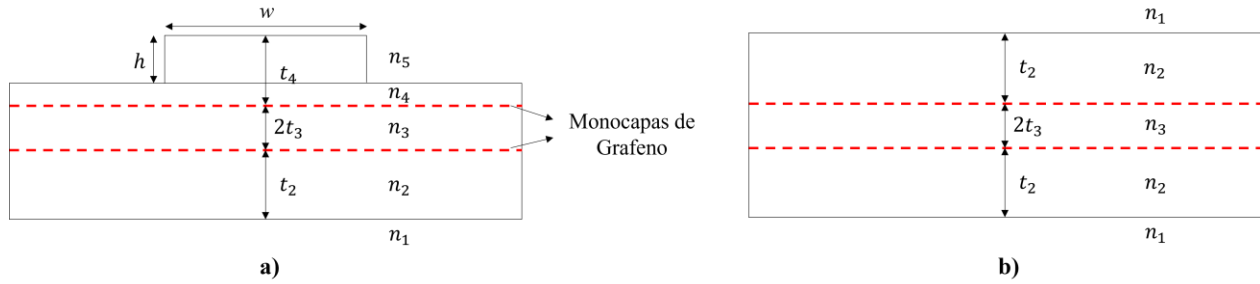 w
h
t₄
n₅
n₄
2t₃
n₃
t₂
n₂
n₁
Monocapas de
Grafeno
a)
n₁
t₂
n₂
2t₃
n₃
t₂
n₂
n₁
b)